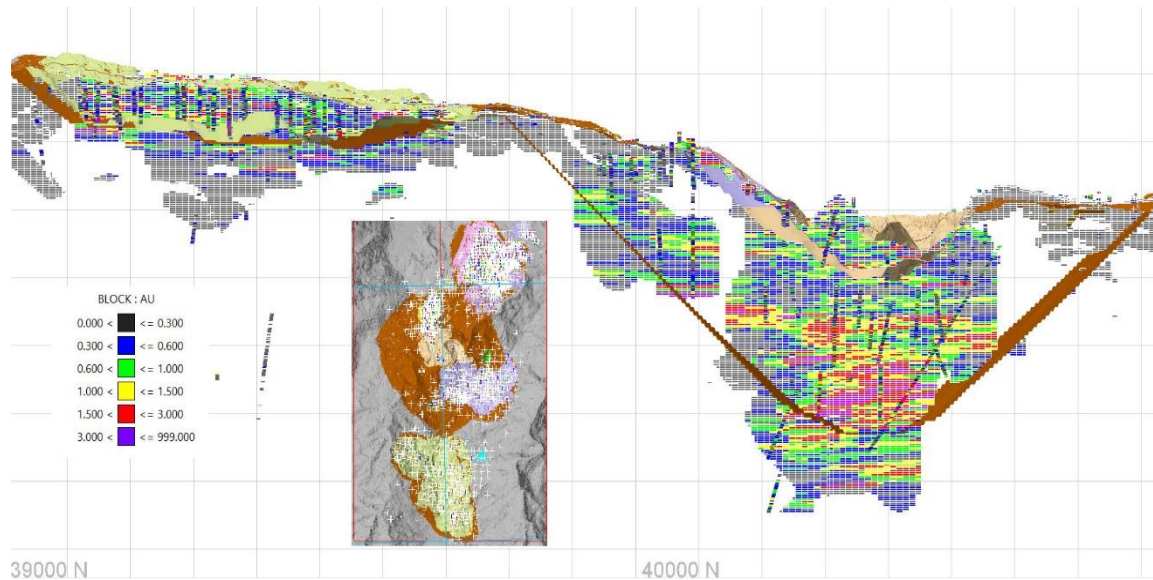 BLOCK : AU
0.000 < <= 0.300
0.300 < <= 0.600
0.600 < <= 1.000
1.000 < <= 1.500
1.500 < <= 3.000
3.000 < <= 999.000
39000 N 40000 N